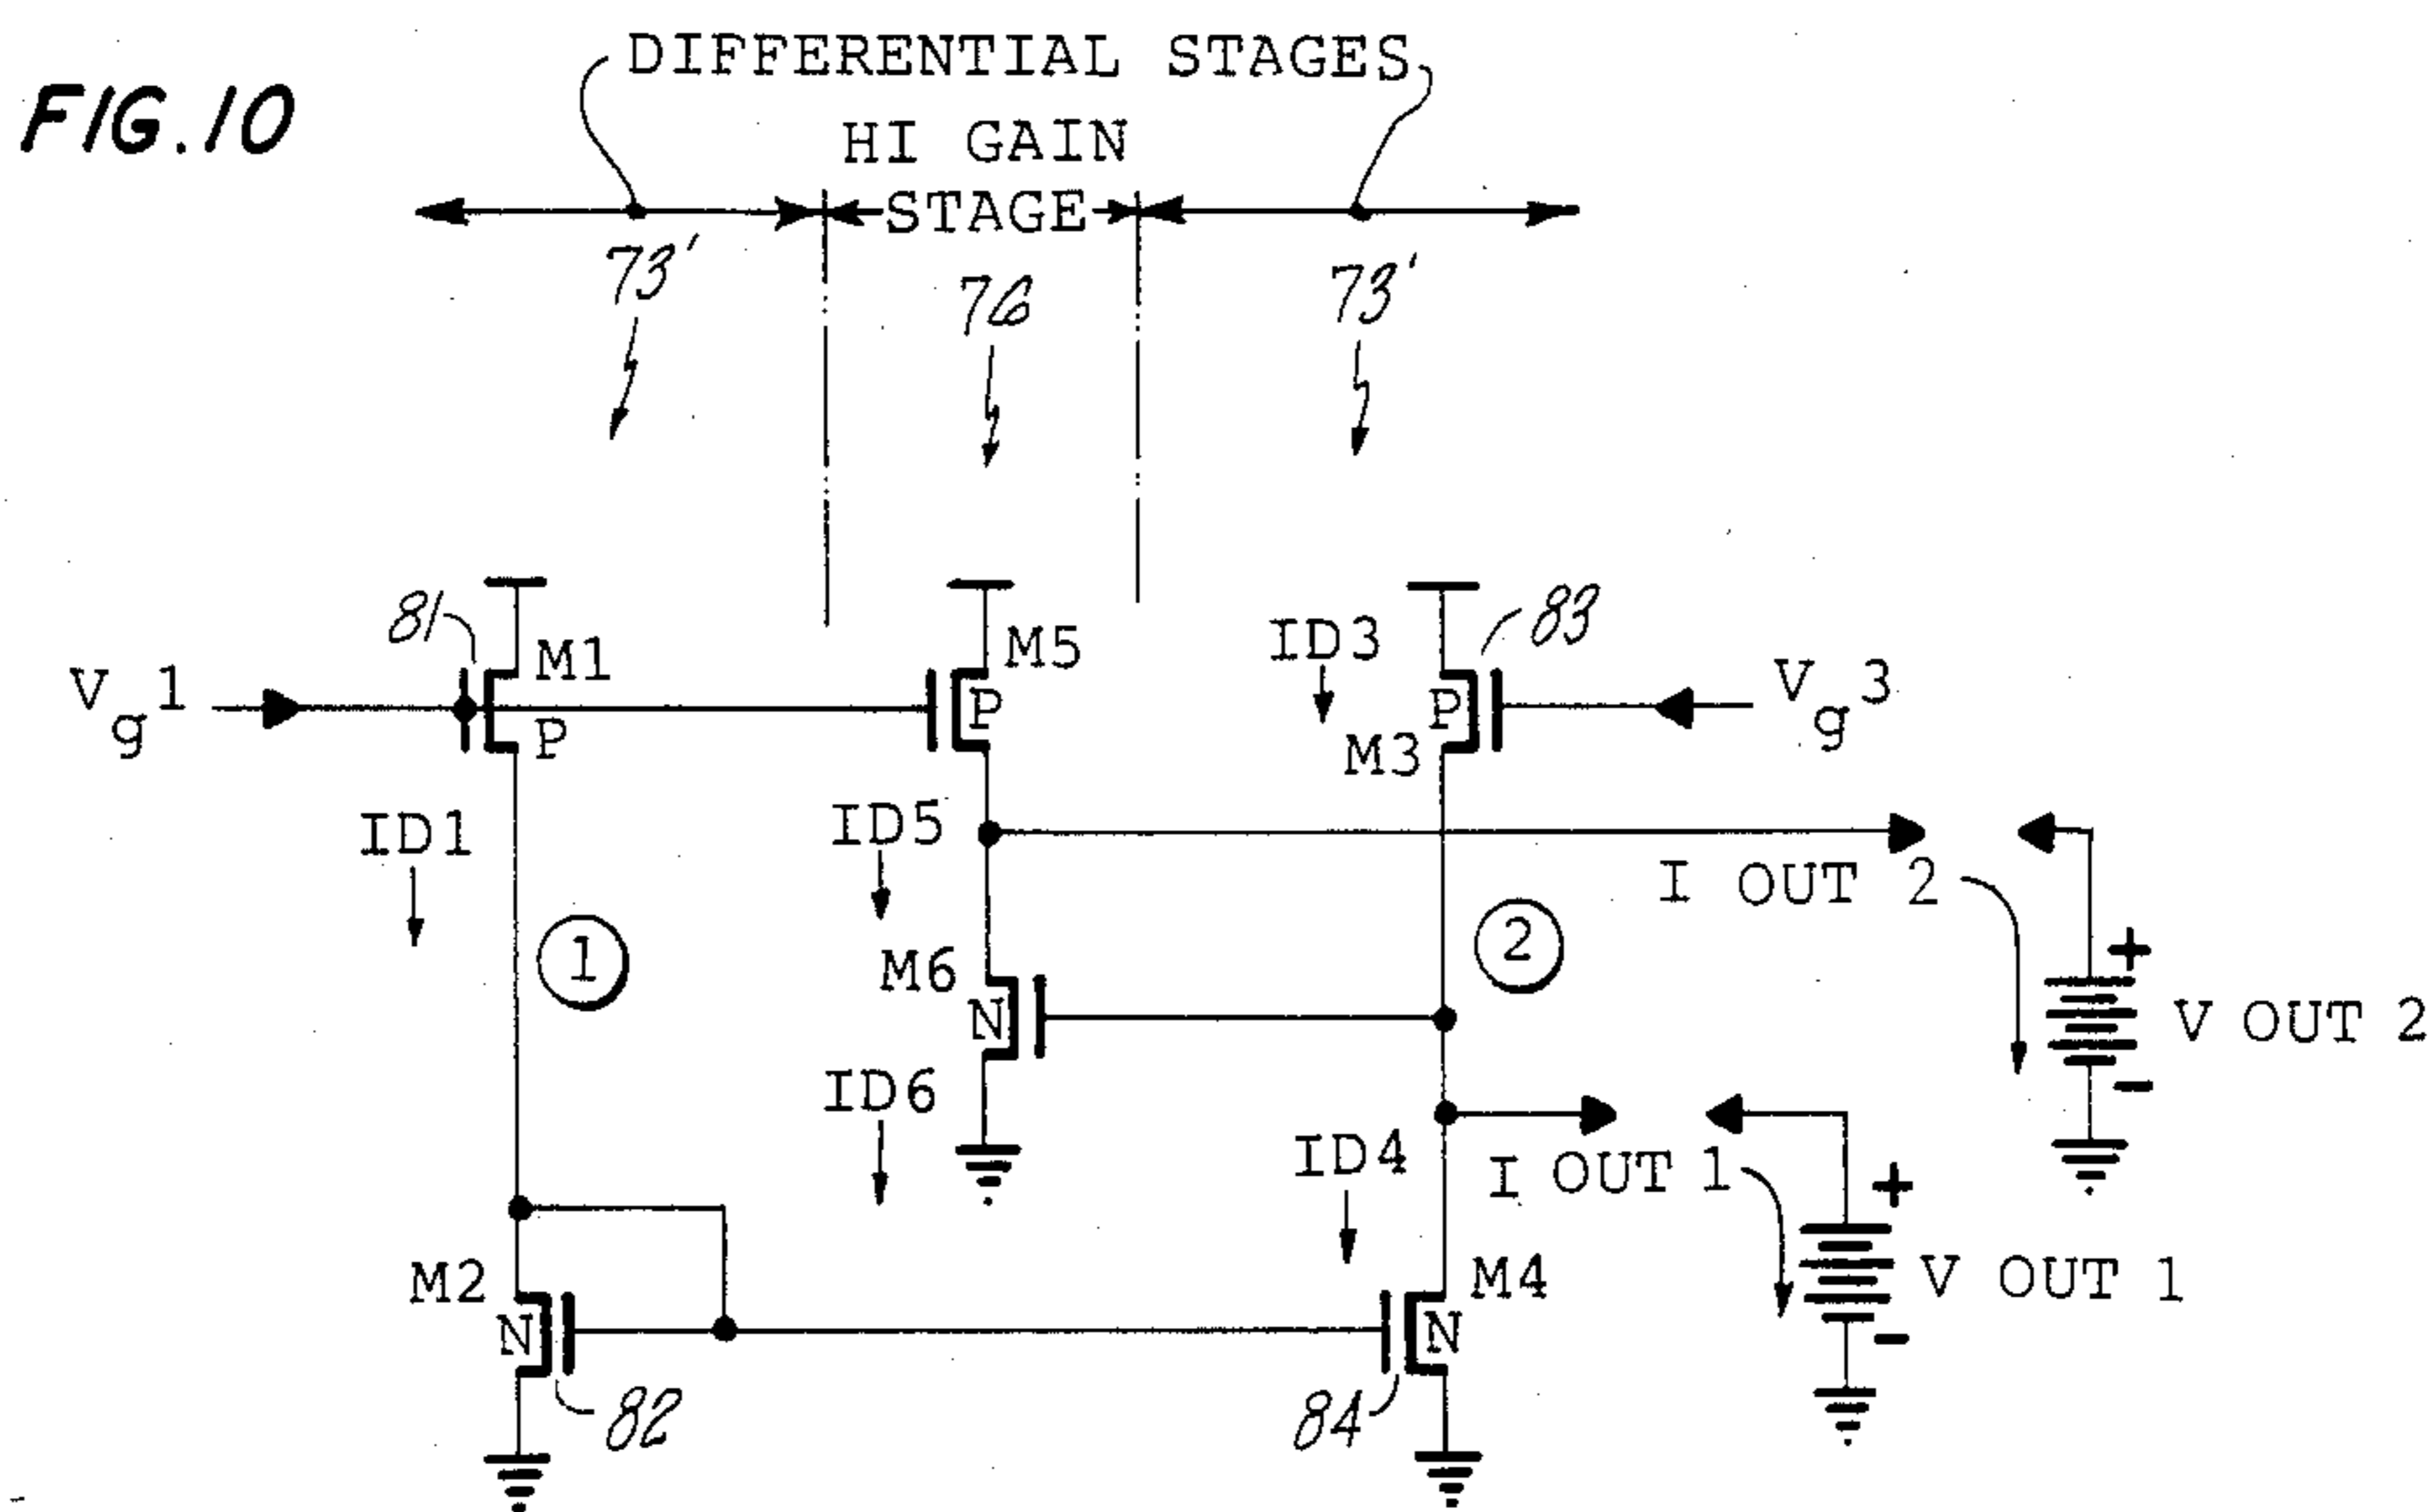 FIG.10
DIFFERENTIAL STAGES
HI GAIN
STAGE
73'
76
73'
81
M1
P
Vg1
M5
P
ID3
83
P
M3
Vg3
ID1
ID5
I OUT 2
1
M6
N
2
V OUT 2
+
-
ID6
ID4
I OUT 1
+
-
V OUT 1
M2
N
82
M4
N
84